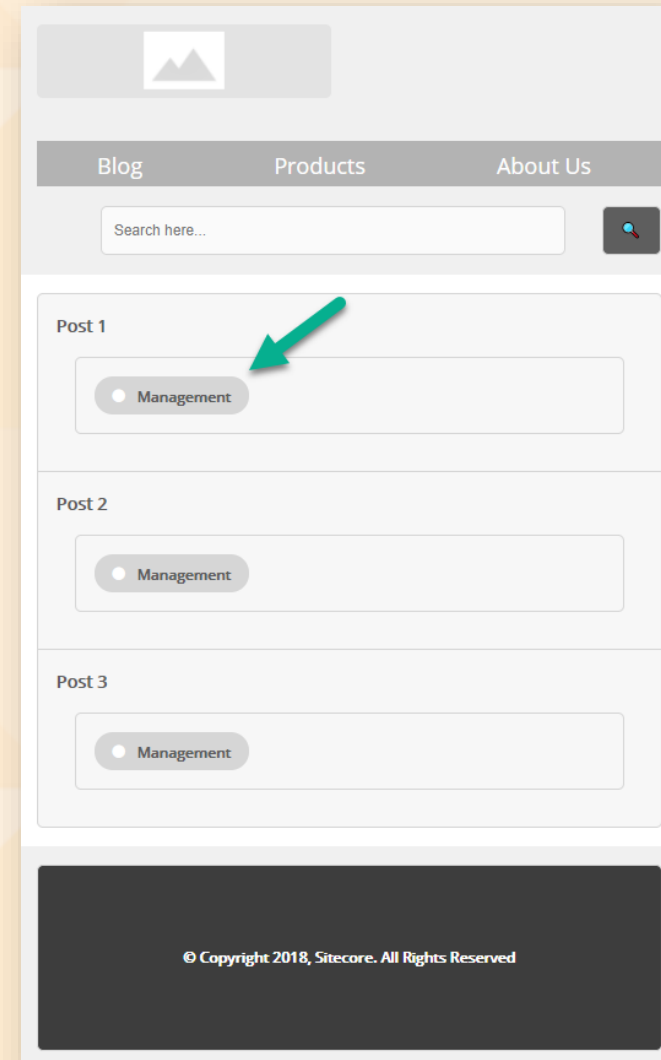 Blog Products About Us
Search here...
Post 1
Management
Post 2
Management
Post 3
Management
© Copyright 2018, Sitecore. All Rights Reserved